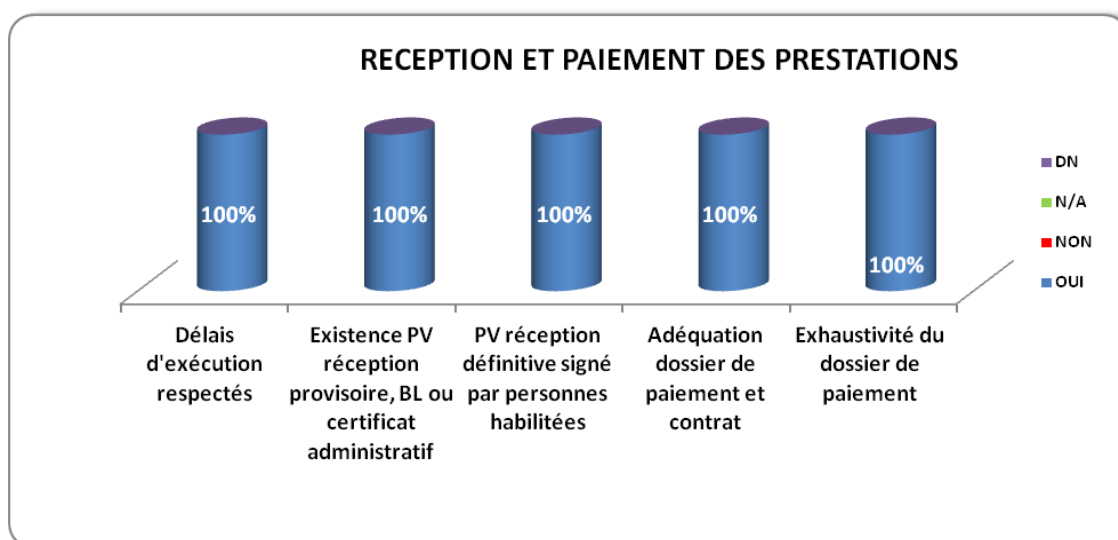 RECEPTION ET PAIEMENT DES PRESTATIONS
100%
100%
100%
100%
100%
DN
N/A
NON
OUI
Délais
d'exécution
respectés
Existence PV
réception
provisoire, BL ou
certificat
administratif
PV réception
définitive signé
par personnes
habilitées
Adéquation
dossier de
paiement et
contrat
Exhaustivité du
dossier de
paiement